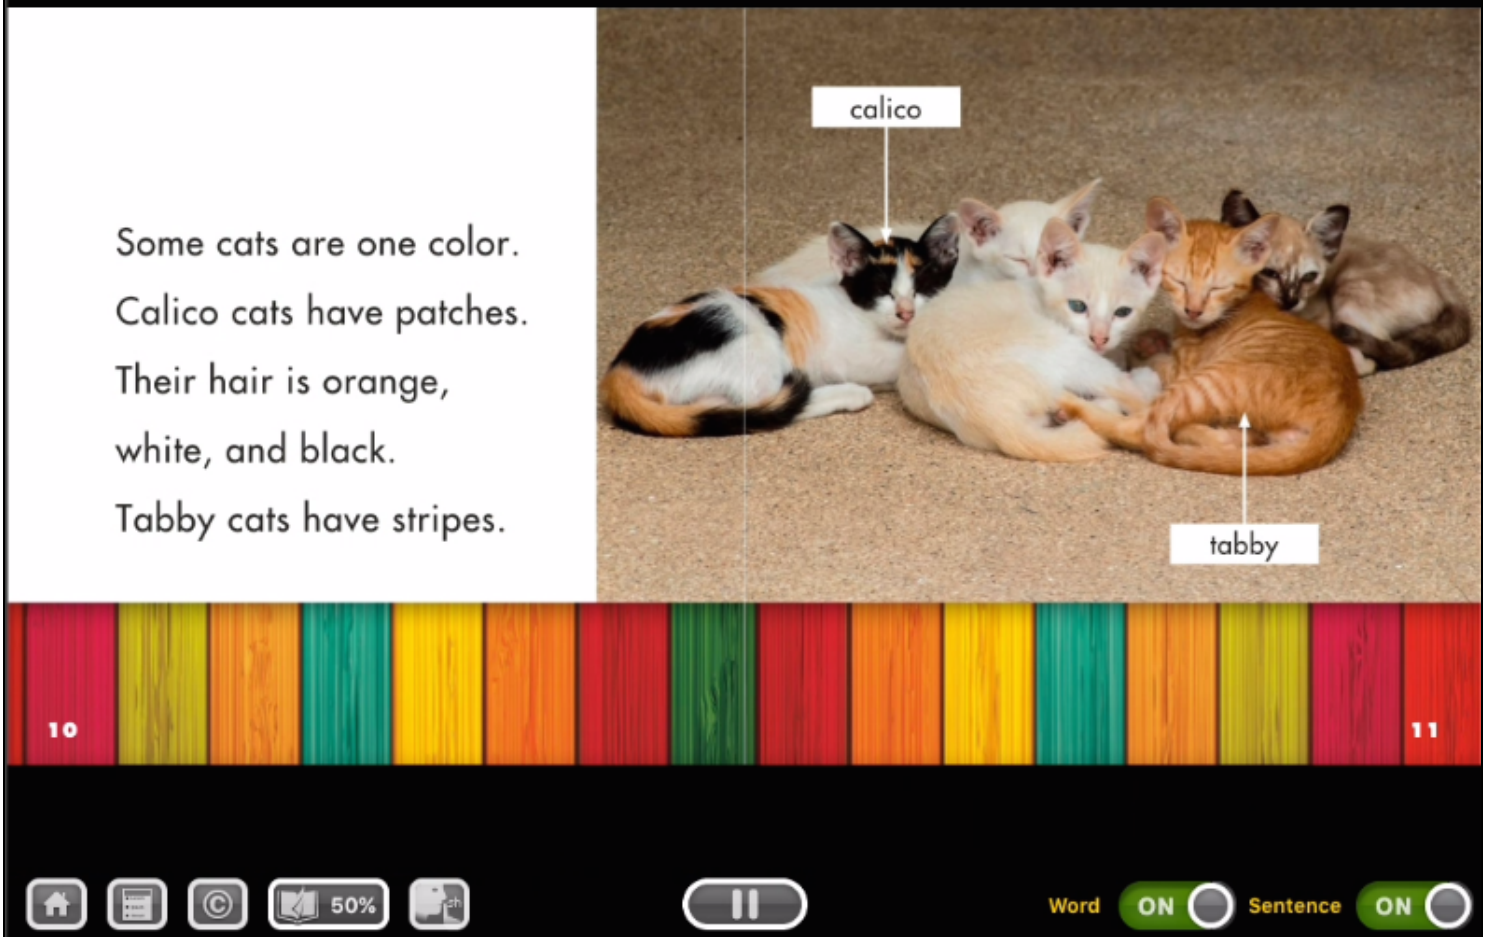 Some cats are one color.
Calico cats have patches.
Their hair is orange,
white, and black.
Tabby cats have stripes.
calico
tabby
10
11
©
50%
sh
Word
ON
Sentence
ON